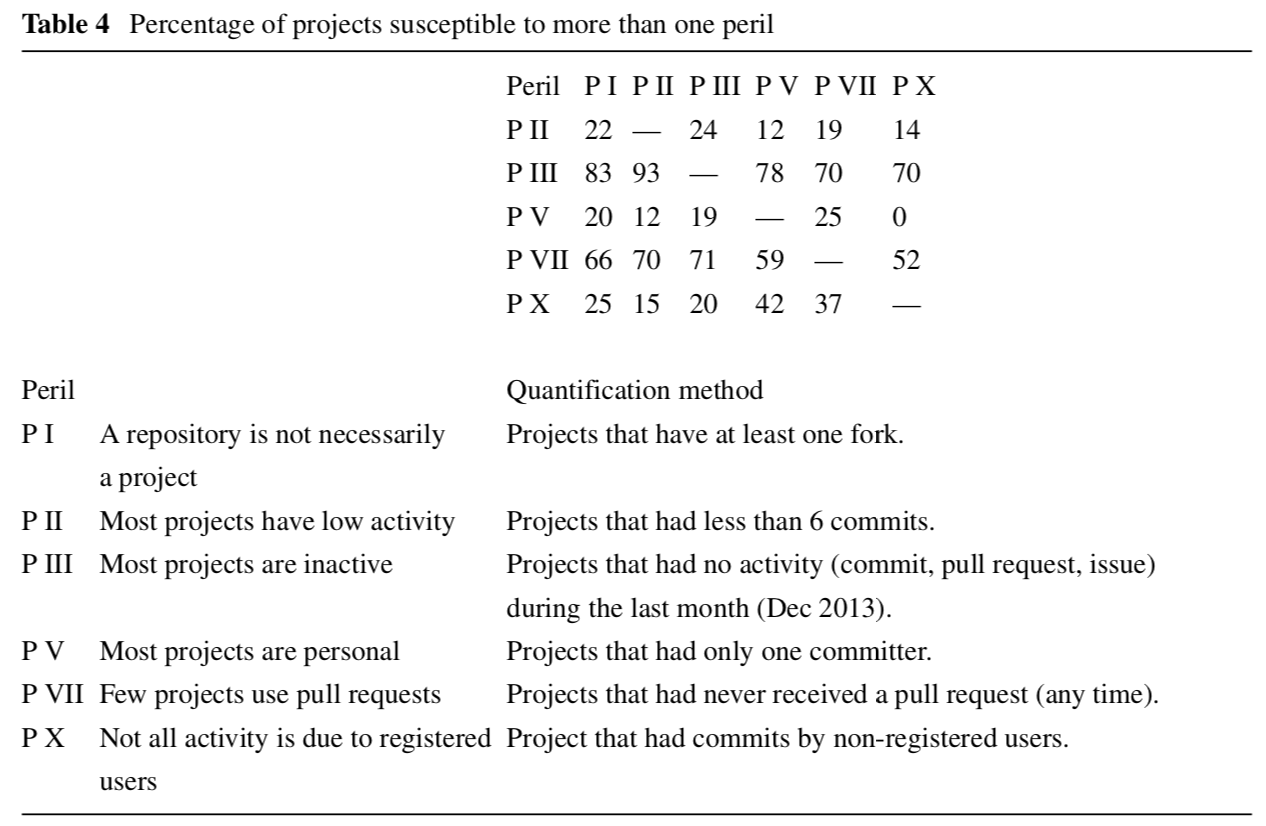 Table 4 Percentage of projects susceptible to more than one peril
Peril P I P II P III P V P VII P X
P II 22 — 24 12 19 14
P III 83 93 — 78 70 70
P V 20 12 19 — 25 0
P VII 66 70 71 59 — 52
P X 25 15 20 42 37 —
Peril Quantification method
P I A repository is not necessarily Projects that have at least one fork.
a project
P II Most projects have low activity Projects that had less than 6 commits.
P III Most projects are inactive Projects that had no activity (commit, pull request, issue)
during the last month (Dec 2013).
P V Most projects are personal Projects that had only one committer.
P VII Few projects use pull requests Projects that had never received a pull request (any time).
P X Not all activity is due to registered Project that had commits by non-registered users.
users